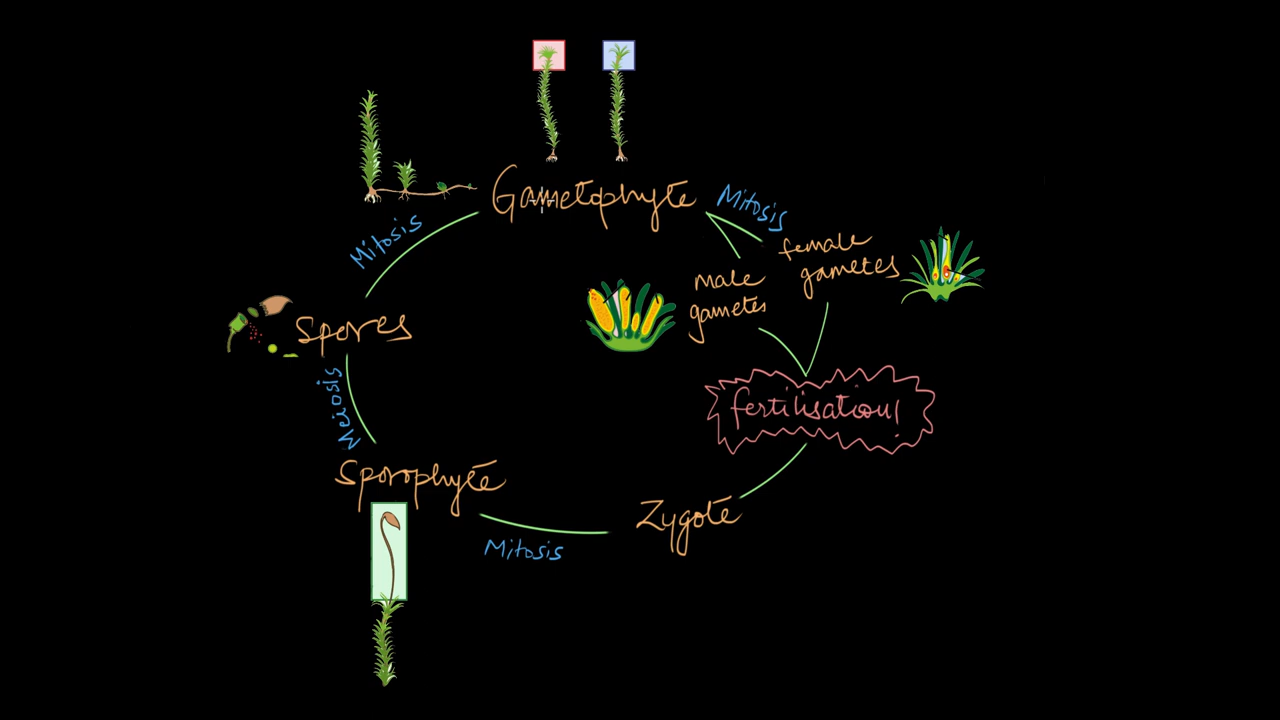 Gametophyte
Mitosis
female
gametes
male
gametes
fertilisation!
Zygote
Mitosis
Sporophyte
Meiosis
Spores
Mitosis